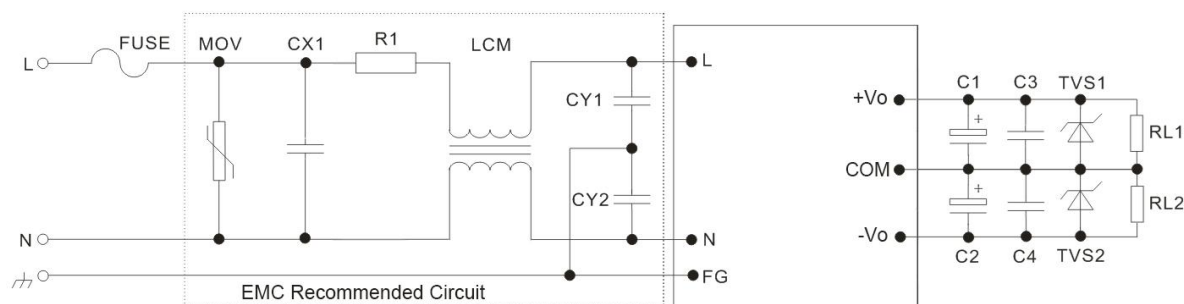 FUSE MOV CX1 R1 LCM
L L
CY1
+Vo C1 C3 TVS1
+
RL1
COM
CY2
+
RL2
N N
-Vo
C2 C4 TVS2
FG
EMC Recommended Circuit